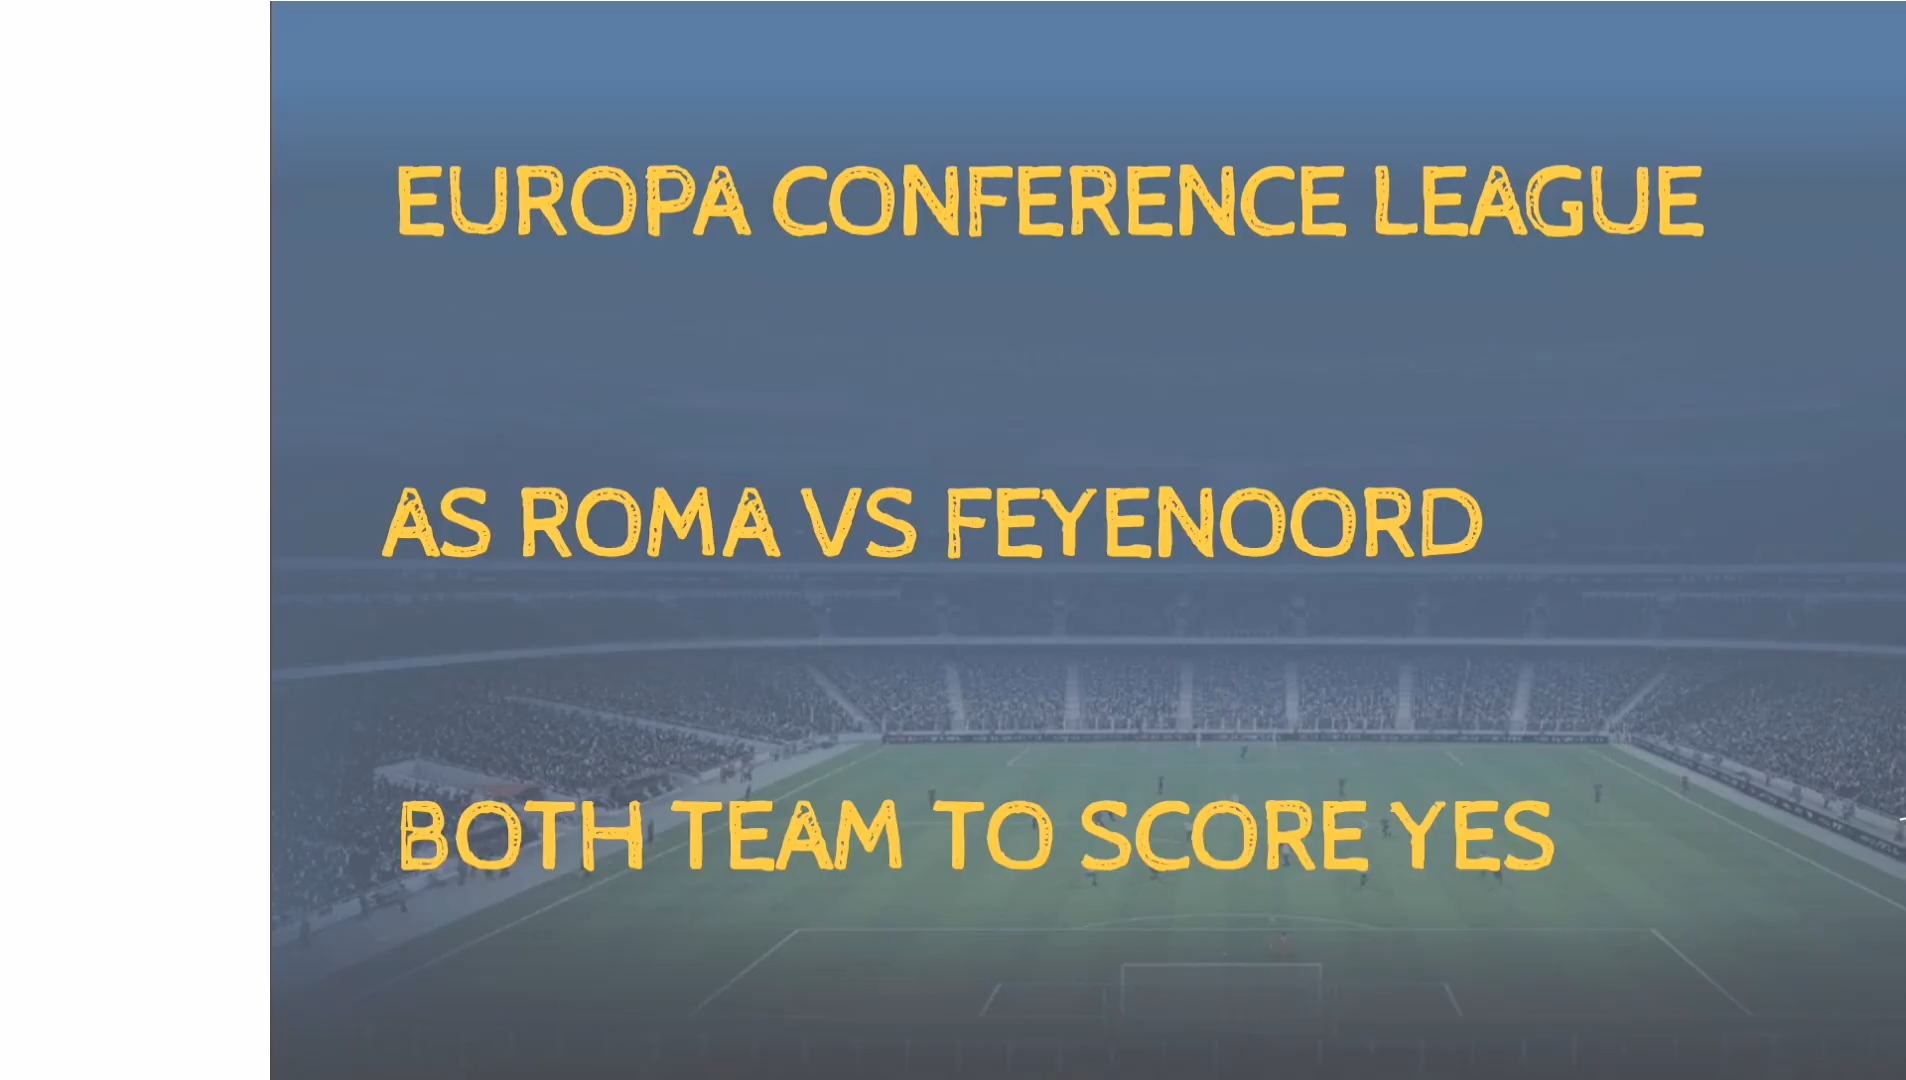 EUROPA CONFERENCE LEAGUE
AS ROMA VS FEYENOORD
BOTH TEAM TO SCORE YES